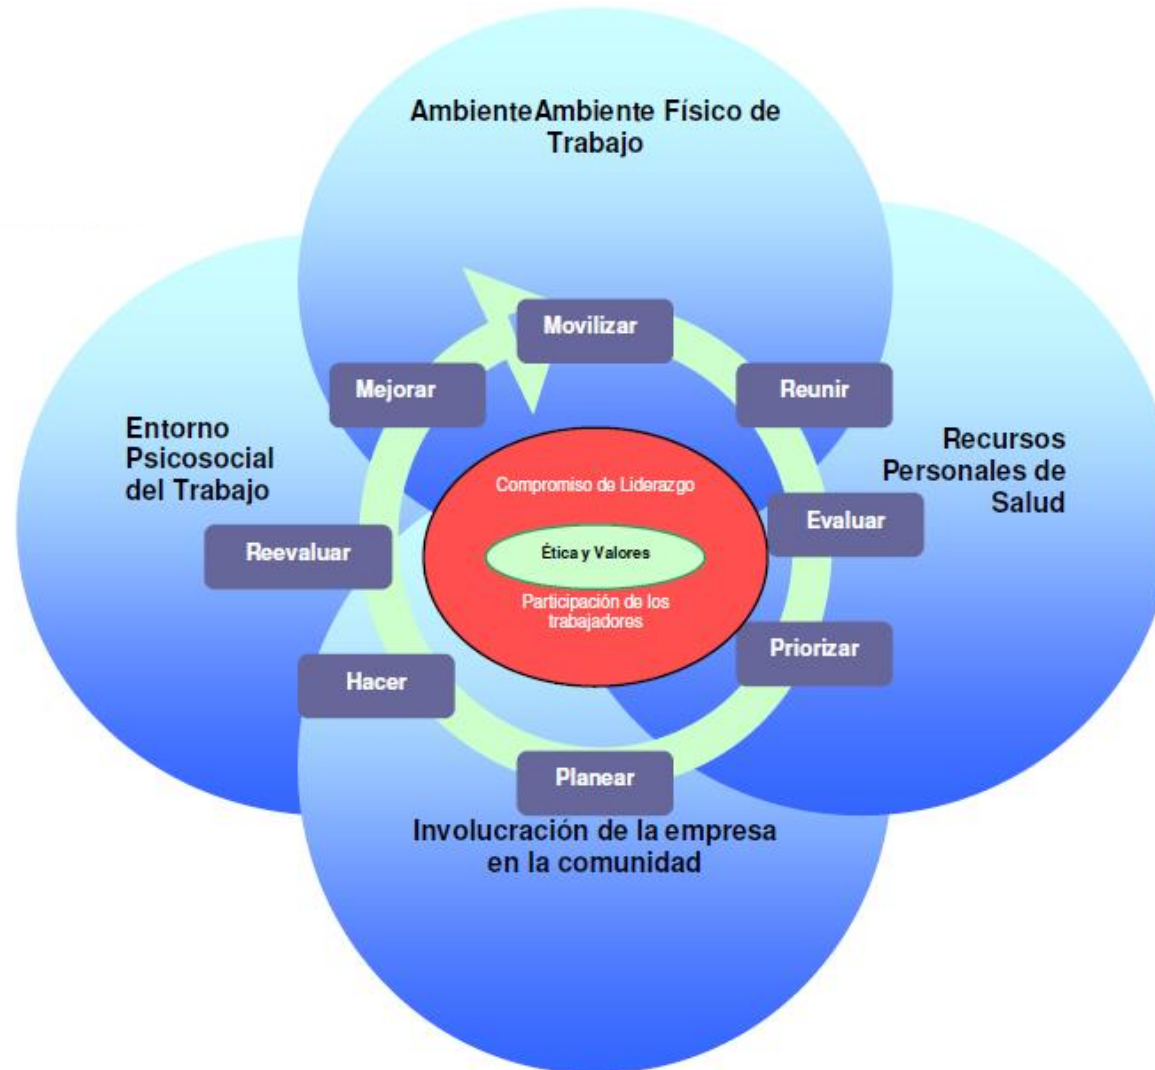 AmbienteAmbiente Físico de
Trabajo
Movilizar
Mejorar
Reunir
Entorno
Psicosocial
del Trabajo
Recursos
Personales de
Salud
Compromiso de Liderazgo
Evaluar
Reevaluar
Ética y Valores
Participación de los
trabajadores
Priorizar
Hacer
Planear
Involucración de la empresa
en la comunidad